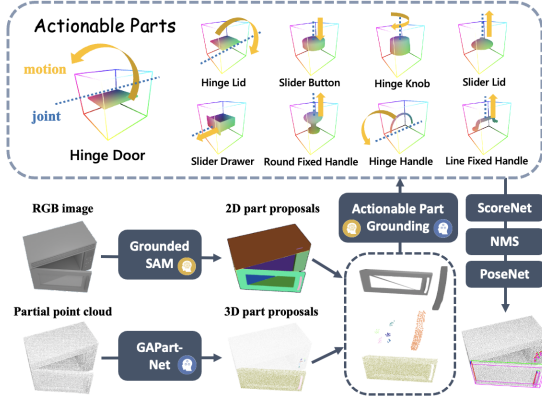 Actionable Parts
motion
joint
Hinge Door
Hinge Lid
Slider Button
Hinge Knob
Slider Lid
Slider Drawer
Round Fixed Handle
Hinge Handle
Line Fixed Handle
RGB image
Grounded
SAM
2D part proposals
Actionable Part
Grounding
ScoreNet
NMS
PoseNet
Partial point cloud
GAPart-
Net
3D part proposals